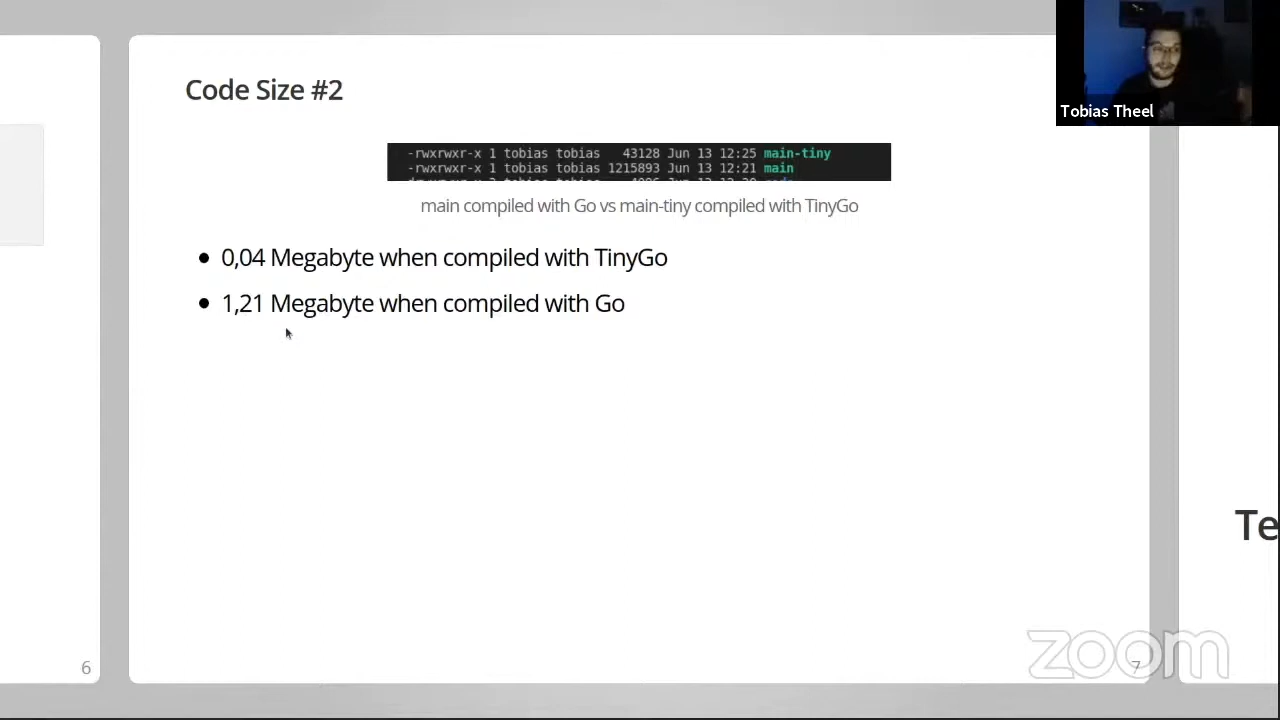 Code Size #2
Tobias Theel
-rwxrwxr-x 1 tobias tobias 43128 Jun 13 12:25 main-tiny
-rwxrwxr-x 1 tobias tobias 1215893 Jun 13 12:21 main
main compiled with Go vs main-tiny compiled with TinyGo
• 0,04 Megabyte when compiled with TinyGo
• 1,21 Megabyte when compiled with Go
Te
6
7
zoom